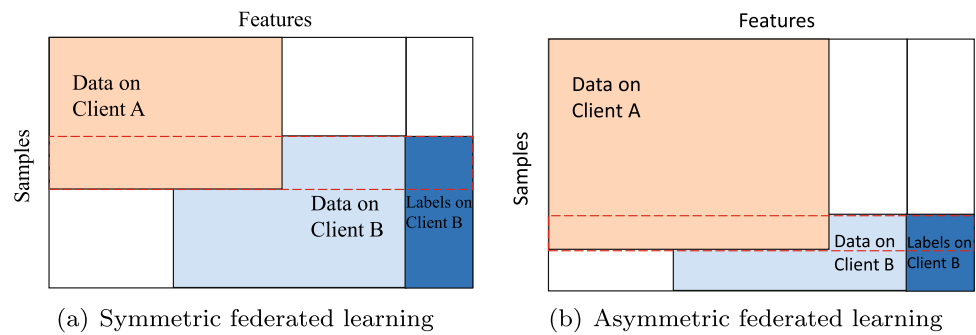 Features
Samples
Data on
Client A
Data on
Client B
Labels on
Client B
(a) Symmetric federated learning
Features
Samples
Data on
Client A
Data on
Client B
Labels on
Client B
(b) Asymmetric federated learning